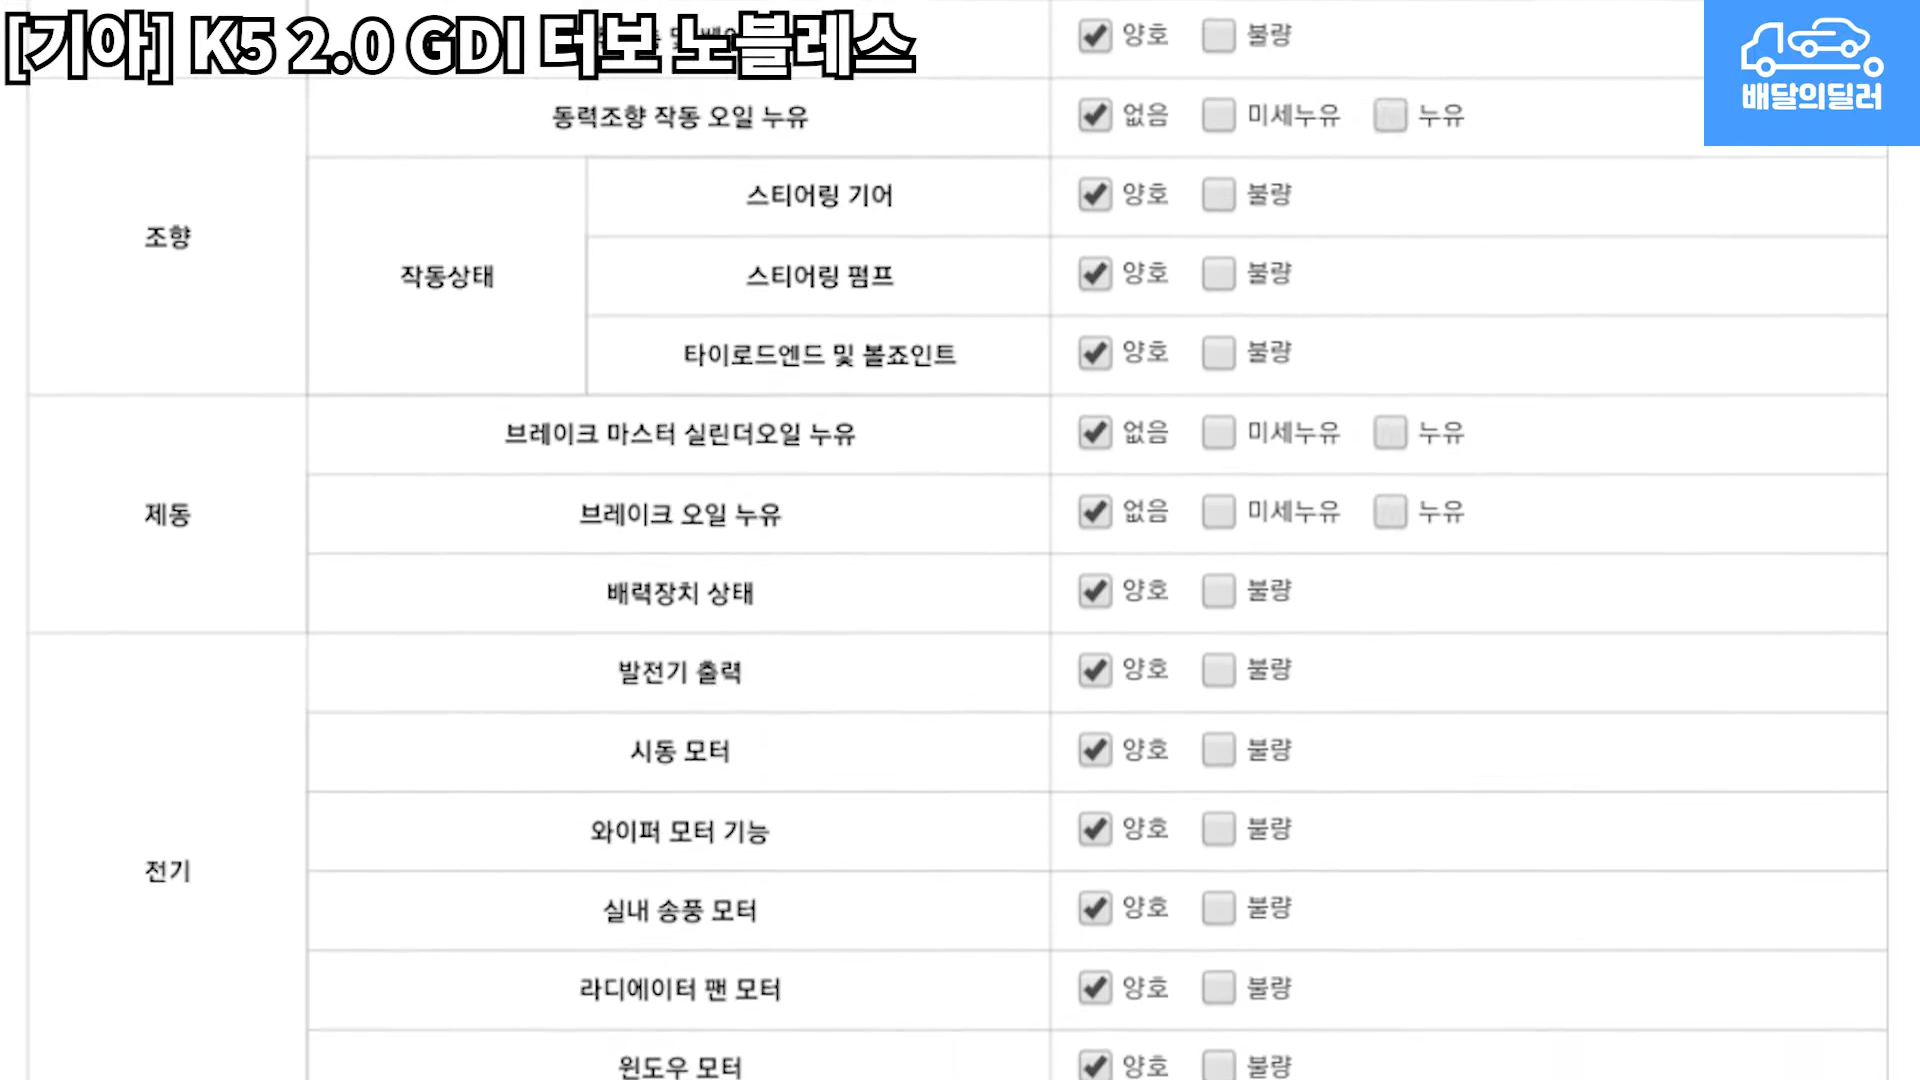 [기아] K5 2.0 GDI 터보 노블레스
배달의딜러
양호 불량
동력조향 작동 오일 누유 없음 미세누유 누유
조향
작동상태
스티어링 기어 양호 불량
스티어링 펌프 양호 불량
타이로드엔드 및 볼죠인트 양호 불량
제동
브레이크 마스터 실린더오일 누유 없음 미세누유 누유
브레이크 오일 누유 없음 미세누유 누유
배력장치 상태 양호 불량
전기
발전기 출력 양호 불량
시동 모터 양호 불량
와이퍼 모터 기능 양호 불량
실내 송풍 모터 양호 불량
라디에이터 팬 모터 양호 불량
윈도우 모터 양호 불량